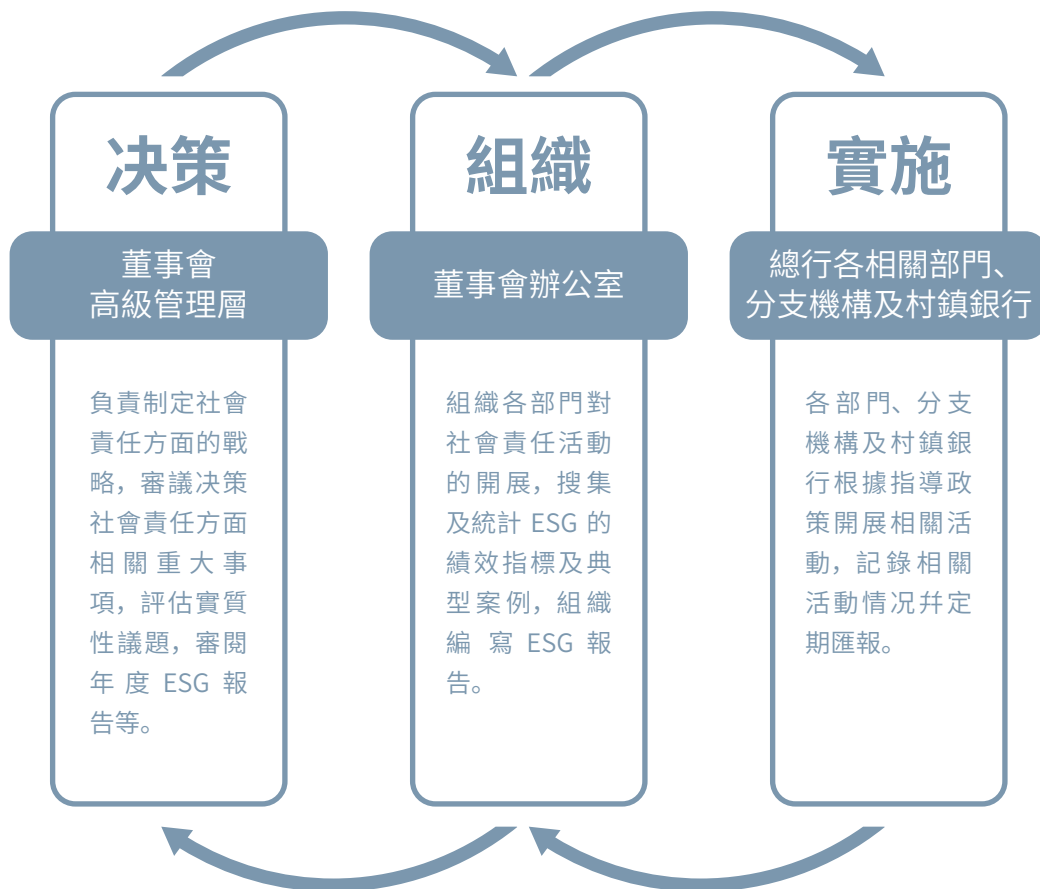 决策
董事會
高級管理層
負責制定社會
責任方面的戰
略，審議決策
社會責任方面
相關重大事
項，評估實質
性議題，審閱
年度 ESG 報
告等。
組織
董事會辦公室
組織各部門對
社會責任活動
的開展，搜集
及統計 ESG 的
績效指標及典
型案例，組織
編寫 ESG 報
告。
實施
總行各相關部門、
分支機構及村鎮銀行
各部門、分支
機構及村鎮銀
行根據指導政
策開展相關活
動，記錄相關
活動情況幷定
期匯報。